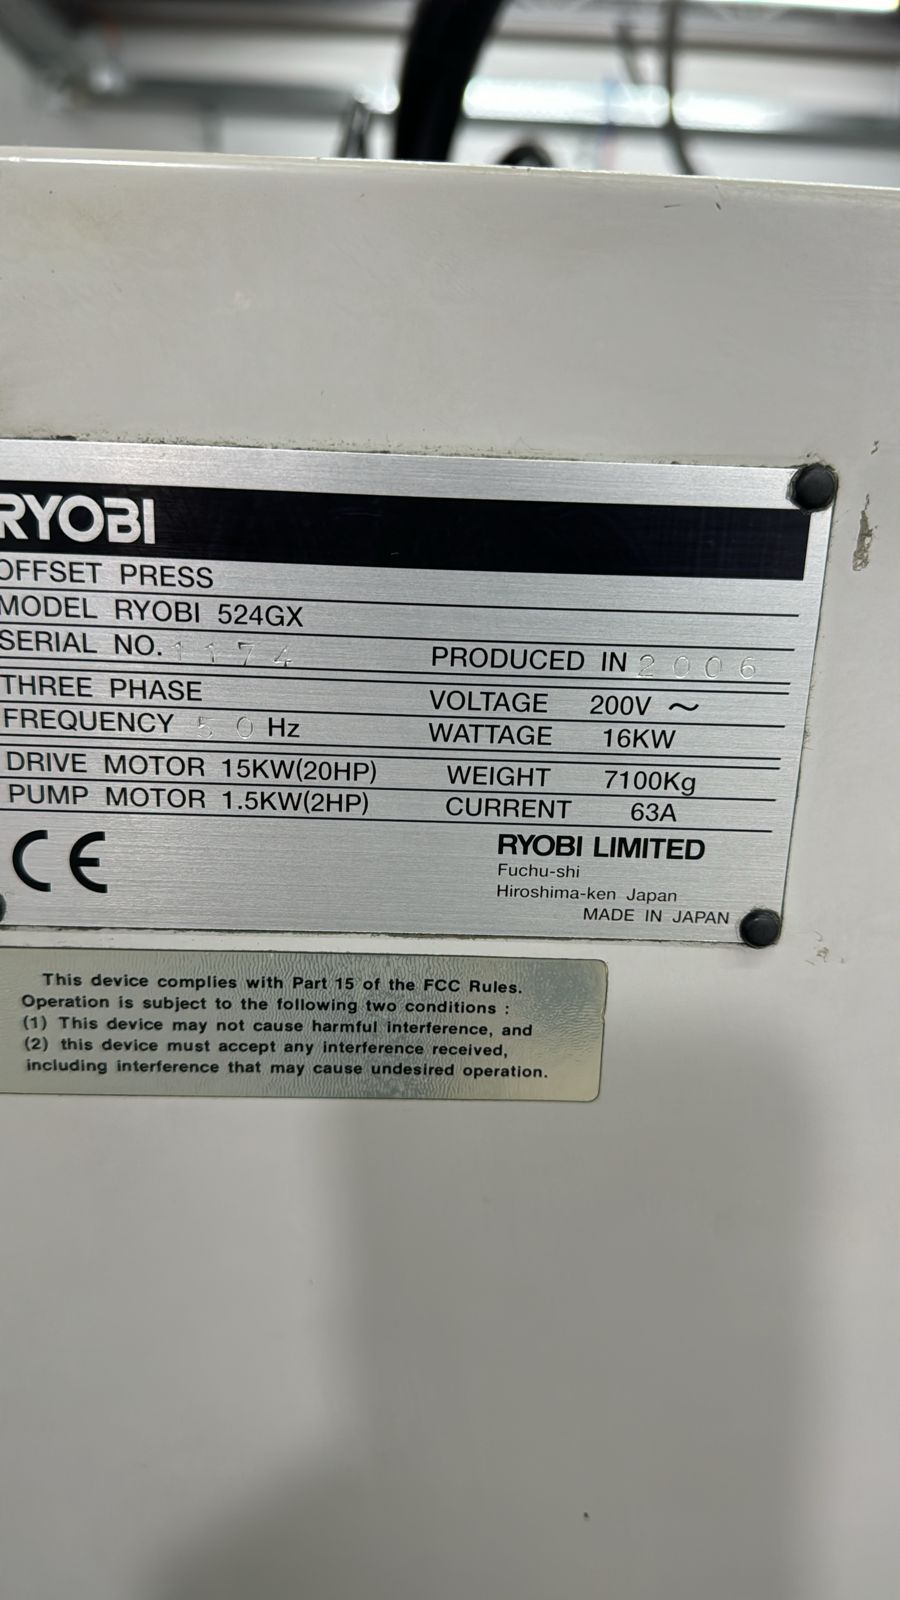 RYOBI
OFFSET PRESS
MODEL RYOBI 524GX
SERIAL NO. 1174 PRODUCED IN 2006
THREE PHASE VOLTAGE 200V ~
FREQUENCY 50 Hz WATTAGE 16KW
DRIVE MOTOR 15KW(20HP) WEIGHT 7100Kg
PUMP MOTOR 1.5KW(2HP) CURRENT 63A
CE
RYOBI LIMITED
Fuchu-shi
Hiroshima-ken Japan
MADE IN JAPAN
This device complies with Part 15 of the FCC Rules.
Operation is subject to the following two conditions :
(1) This device may not cause harmful interference, and
(2) this device must accept any interference received,
including interference that may cause undesired operation.